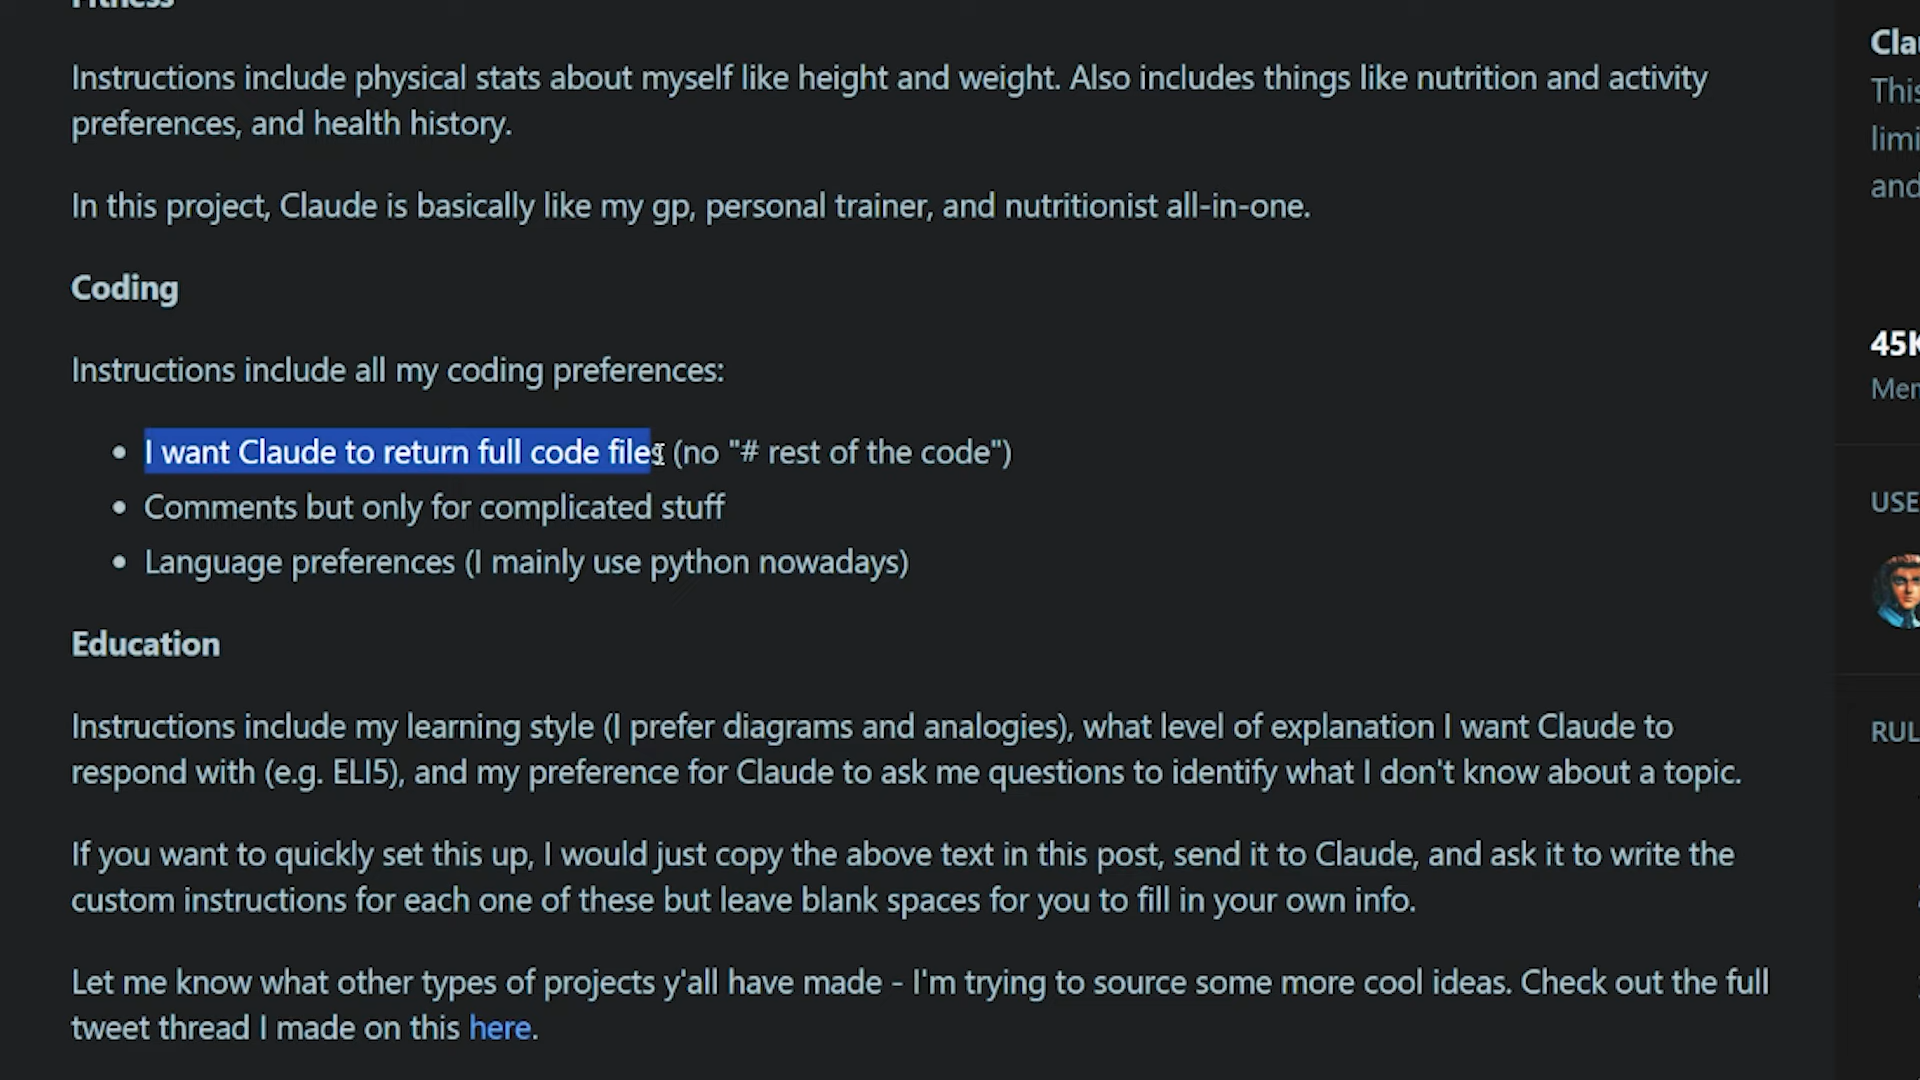 Fitness
Instructions include physical stats about myself like height and weight. Also includes things like nutrition and activity
preferences, and health history.
In this project, Claude is basically like my gp, personal trainer, and nutritionist all-in-one.
Coding
Instructions include all my coding preferences:
• I want Claude to return full code files (no "# rest of the code")
• Comments but only for complicated stuff
• Language preferences (I mainly use python nowadays)
Education
Instructions include my learning style (I prefer diagrams and analogies), what level of explanation I want Claude to
respond with (e.g. ELI5), and my preference for Claude to ask me questions to identify what I don't know about a topic.
If you want to quickly set this up, I would just copy the above text in this post, send it to Claude, and ask it to write the
custom instructions for each one of these but leave blank spaces for you to fill in your own info.
Let me know what other types of projects y'all have made - I'm trying to source some more cool ideas. Check out the full
tweet thread I made on this here.
Cla
This
limi
and
45K
Mem
USE
RUL